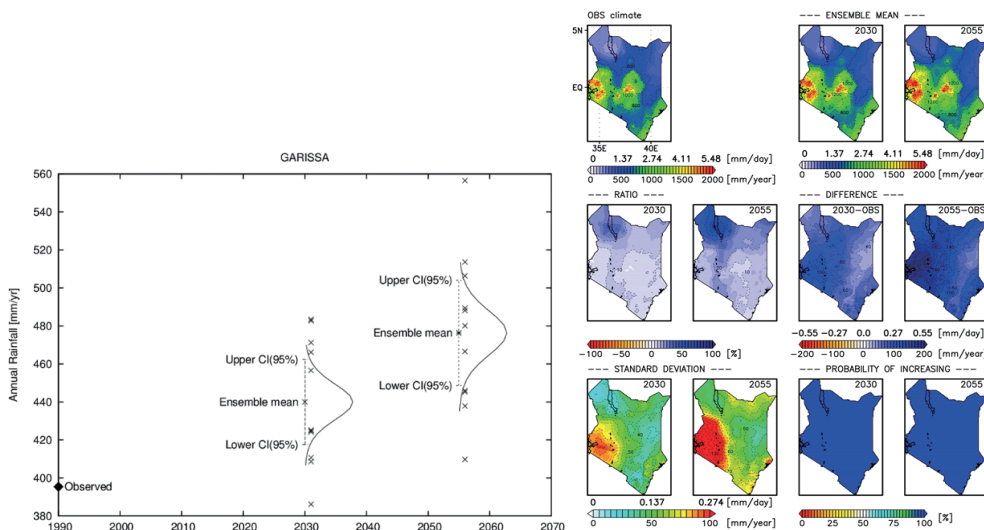 GARISSA
Annual Rainfall [mm/yr]
560
540
520
500
480
460
440
420
400
380
Upper CI(95%)
Ensemble mean
Lower CI(95%)
Upper CI(95%)
Ensemble mean
Lower CI(95%)
Observed
1990 2000 2010 2020 2030 2040 2050 2060 2070
OBS climate
5N
EQ
35E 40E
0 1.37 2.74 4.11 5.48 [mm/day]
0 500 1000 1500 2000 [mm/year]
ENSEMBLE MEAN
2030 2055
0 1.37 2.74 4.11 5.48 [mm/day]
0 500 1000 1500 2000 [mm/year]
RATIO
2030 2055
-100 -50 0 50 100 [%]
DIFFERENCE
2030-OBS 2055-OBS
-0.55 -0.27 0.0 0.27 0.55 [mm/day]
-200 -100 0 100 200 [mm/year]
STANDARD DEVIATION
2030 2055
0 0.137 0.274 [mm/day]
0 50 100 [mm/year]
PROBABILITY OF INCREASING
2030 2055
0 25 50 75 100 [%]